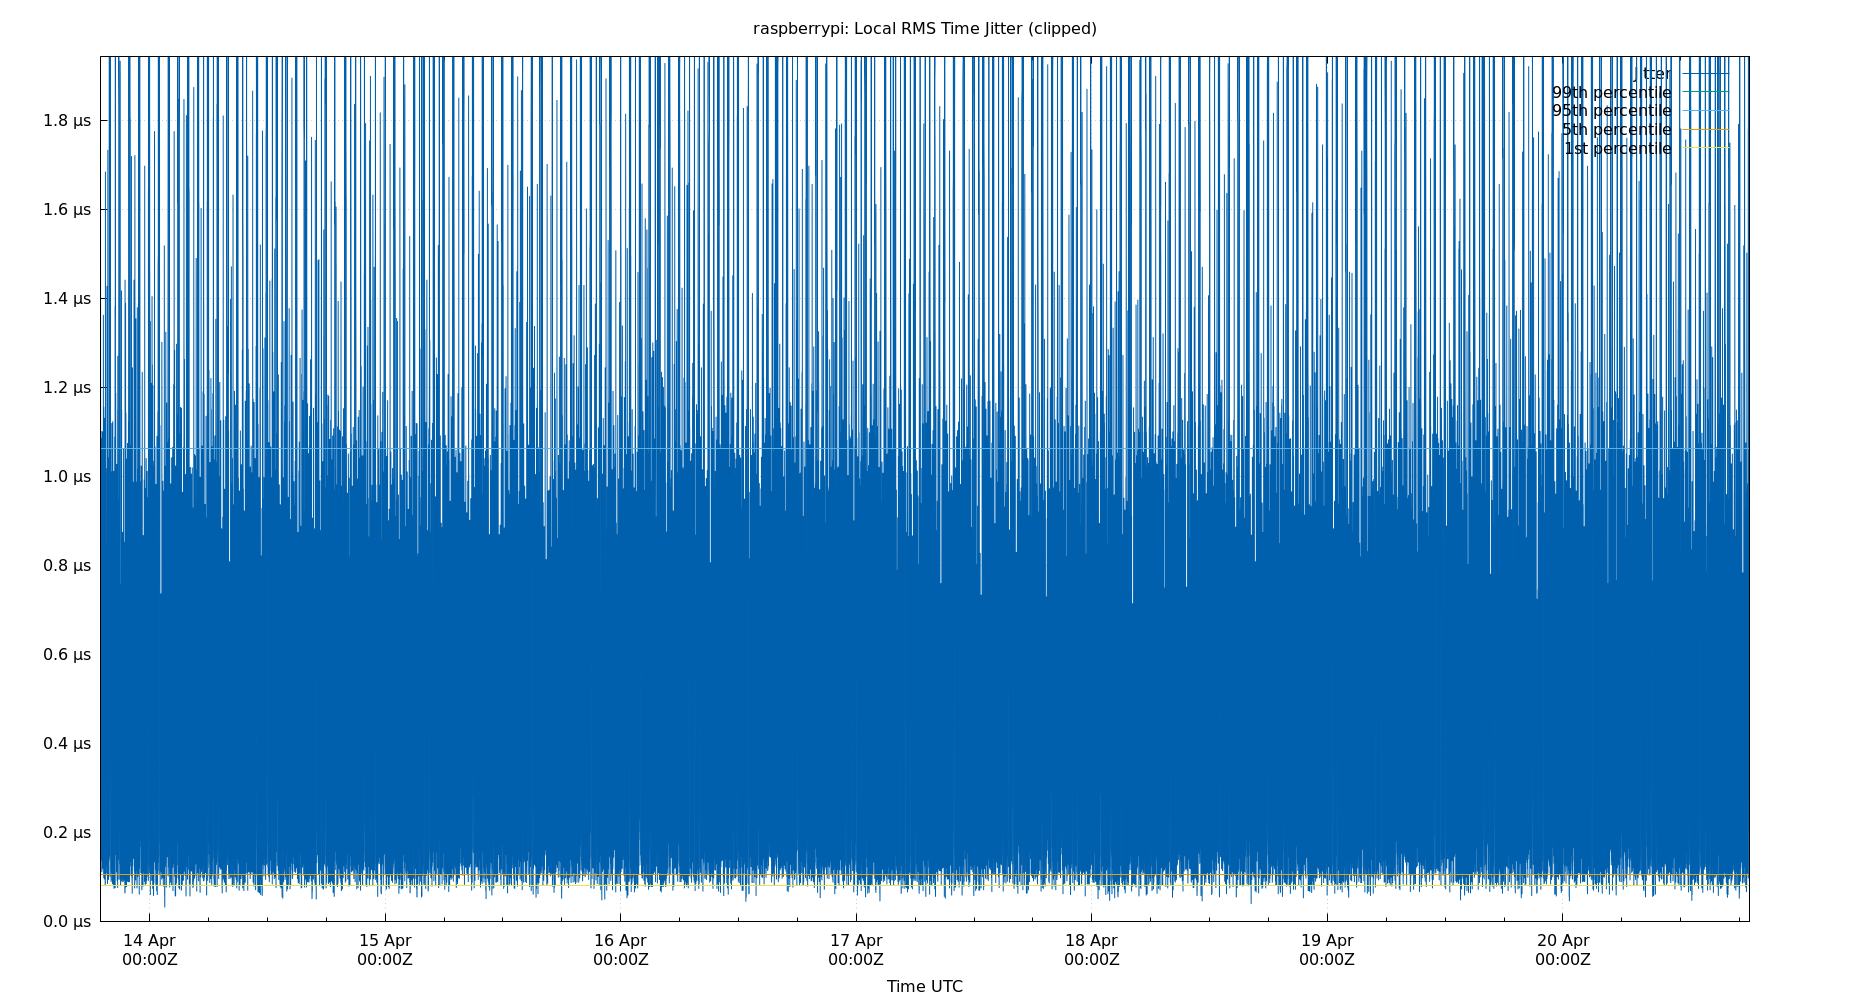 raspberrypi: Local RMS Time Jitter (clipped)
jitter
99th percentile
95th percentile
5th percentile
1st percentile
1.8 µs
1.6 µs
1.4 µs
1.2 µs
1.0 µs
0.8 µs
0.6 µs
0.4 µs
0.2 µs
0.0 µs
14 Apr 15 Apr 16 Apr 17 Apr 18 Apr 19 Apr 20 Apr
00:00Z 00:00Z 00:00Z 00:00Z 00:00Z 00:00Z 00:00Z
Time UTC